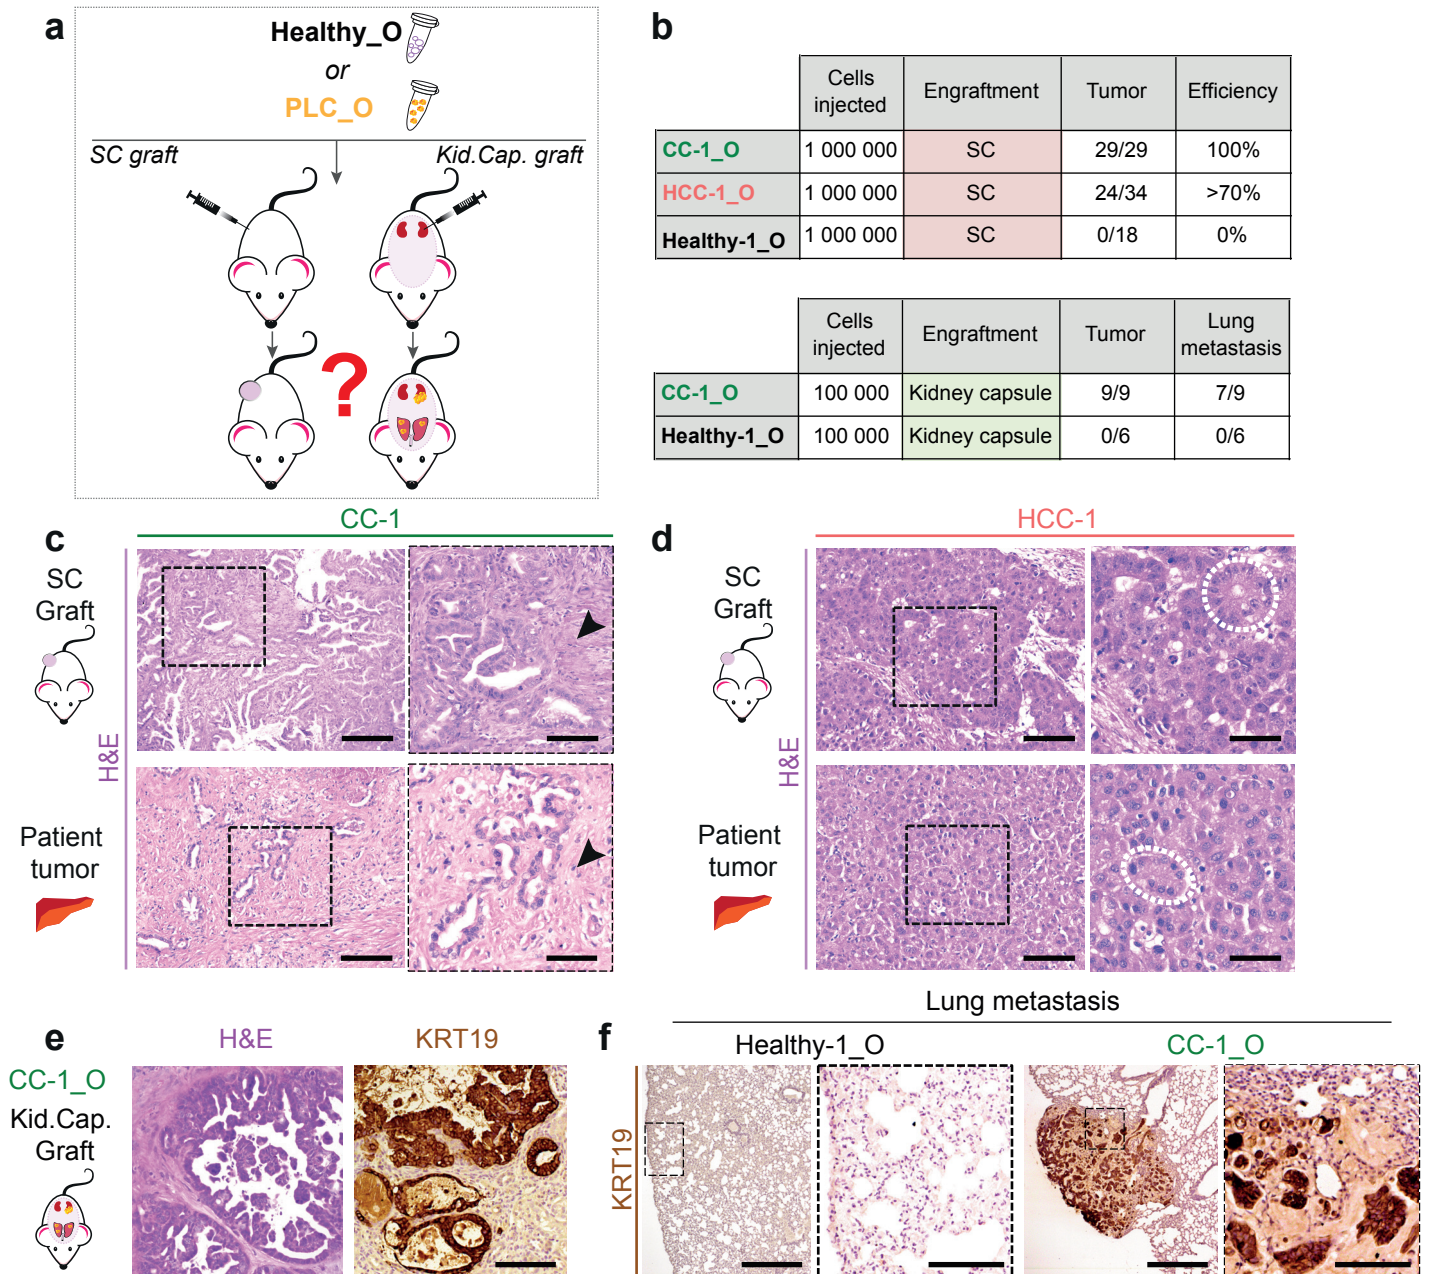 a
Healthy_O
or
PLC_O
SC graft
Kid.Cap. graft
?
b
Cells injected Engraftment Tumor Efficiency
CC-1_O 1 000 000 SC 29/29 100%
HCC-1_O 1 000 000 SC 24/34 >70%
Healthy-1_O 1 000 000 SC 0/18 0%
Cells injected Engraftment Tumor Lung metastasis
CC-1_O 100 000 Kidney capsule 9/9 7/9
Healthy-1_O 100 000 Kidney capsule 0/6 0/6
c
CC-1
SC
Graft
H&E
Patient
tumor
d
HCC-1
SC
Graft
H&E
Patient
tumor
e
H&E
KRT19
CC-1_O
Kid.Cap.
Graft
f
Lung metastasis
Healthy-1_O
CC-1_O
KRT19